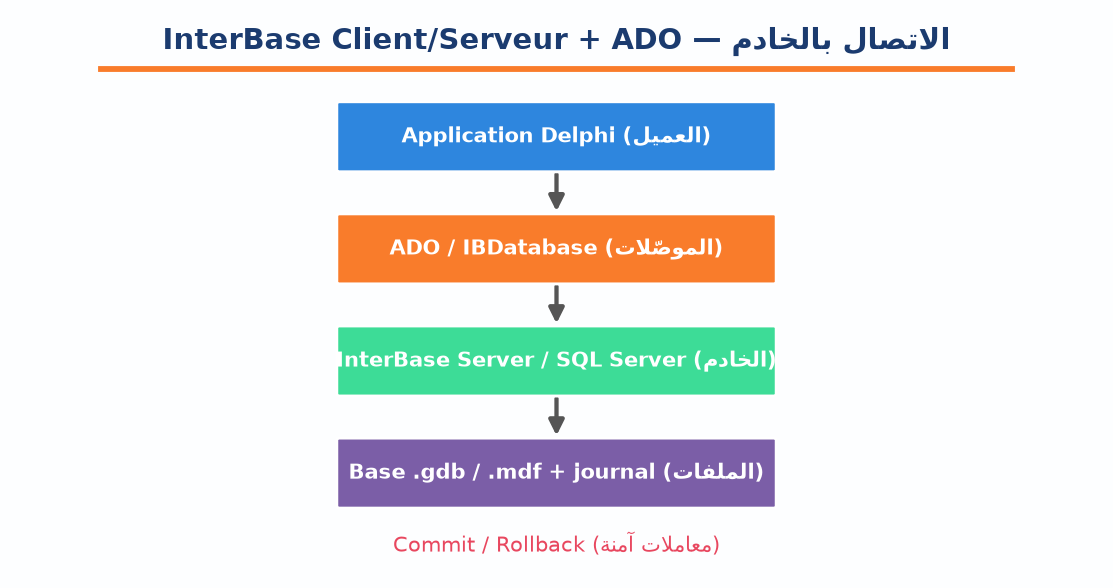 InterBase Client/Serveur + ADO — الاتصال بالخادم
Application Delphi (العميل)
ADO / IBDatabase (الموصّلات)
InterBase Server / SQL Server (الخادم)
Base .gdb / .mdf + journal (الملفات)
Commit / Rollback (معاملات آمنة)